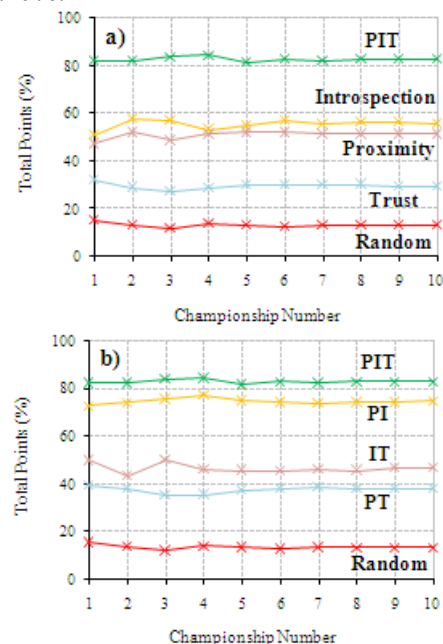 a)
PIT
Introspection
Proximity
Trust
Random
Total Points (%)
100
80
60
40
20
0
1 2 3 4 5 6 7 8 9 10
Championship Number
b)
PIT
PI
IT
PT
Random
Total Points (%)
100
80
60
40
20
0
1 2 3 4 5 6 7 8 9 10
Championship Number